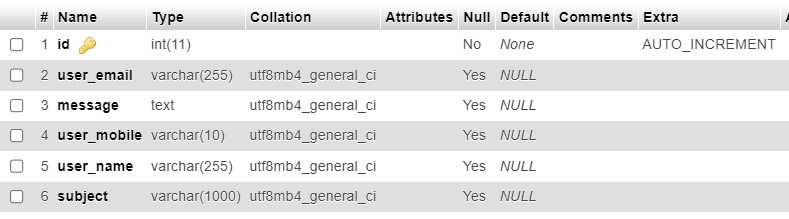 # Name Type Collation Attributes Null Default Comments Extra
1 id int(11) No None AUTO_INCREMENT
2 user_email varchar(255) utf8mb4_general_ci Yes NULL
3 message text utf8mb4_general_ci Yes NULL
4 user_mobile varchar(10) utf8mb4_general_ci Yes NULL
5 user_name varchar(255) utf8mb4_general_ci Yes NULL
6 subject varchar(1000) utf8mb4_general_ci Yes NULL